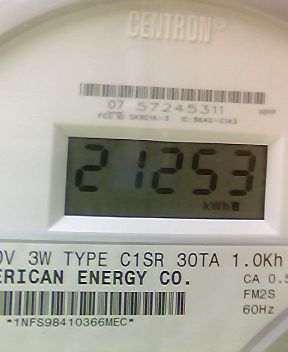 CENTRON®
07 57245311
21253
kWh
0V 3W TYPE C1SR 30TA 1.0Kh
ERICAN ENERGY CO.
CA 0.5
FM2S
60Hz
*1NFS98410366MEC*